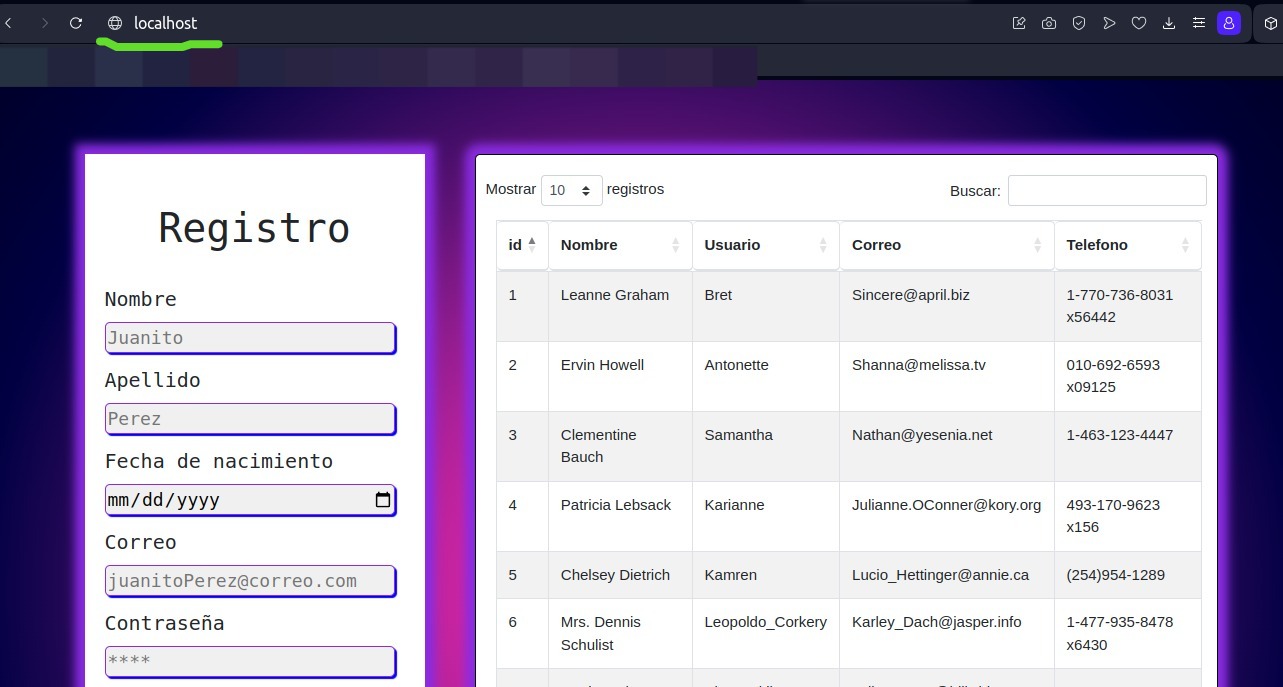 localhost
Registro
Nombre
Juanito
Apellido
Perez
Fecha de nacimiento
mm/dd/yyyy
Correo
juanitoPerez@correo.com
Contraseña
****
Mostrar 10 registros Buscar:
id Nombre Usuario Correo Telefono
1 Leanne Graham Bret Sincere@april.biz 1-770-736-8031
x56442
2 Ervin Howell Antonette Shanna@melissa.tv 010-692-6593
x09125
3 Clementine Samantha Nathan@yesenia.net 1-463-123-4447
Bauch
4 Patricia Lebsack Karianne Julianne.OConner@kory.org 493-170-9623
x156
5 Chelsey Dietrich Kamren Lucio_Hettinger@annie.ca (254)954-1289
6 Mrs. Dennis Leopoldo_Corkery Karley_Dach@jasper.info 1-477-935-8478
Schulist x6430